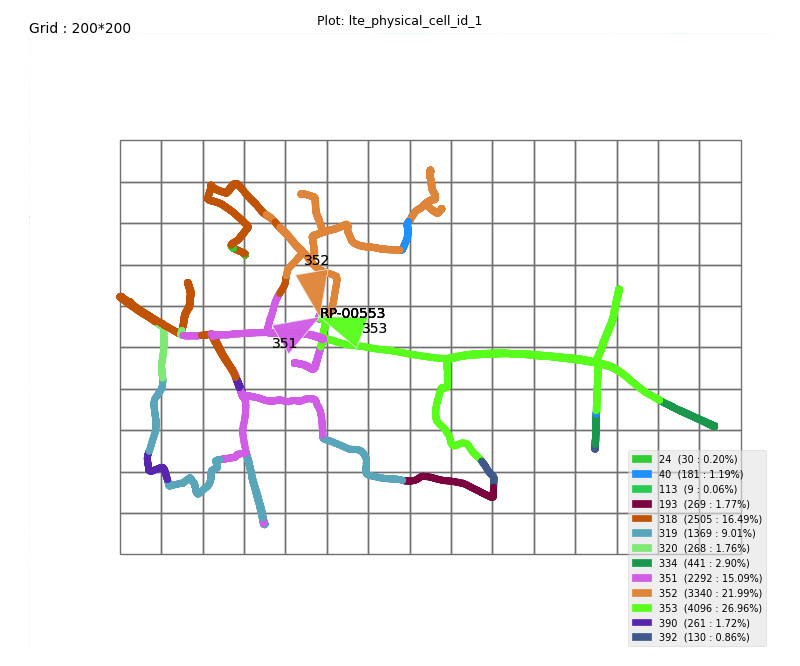 Plot: lte_physical_cell_id_1
Grid : 200*200
352
RP-00553
353
351
24 (30 : 0.20%)
40 (181 : 1.19%)
113 (9 : 0.06%)
193 (269 : 1.77%)
318 (2505 : 16.49%)
319 (1369 : 9.01%)
320 (268 : 1.76%)
334 (441 : 2.90%)
351 (2292 : 15.09%)
352 (3340 : 21.99%)
353 (4096 : 26.96%)
390 (261 : 1.72%)
392 (130 : 0.86%)